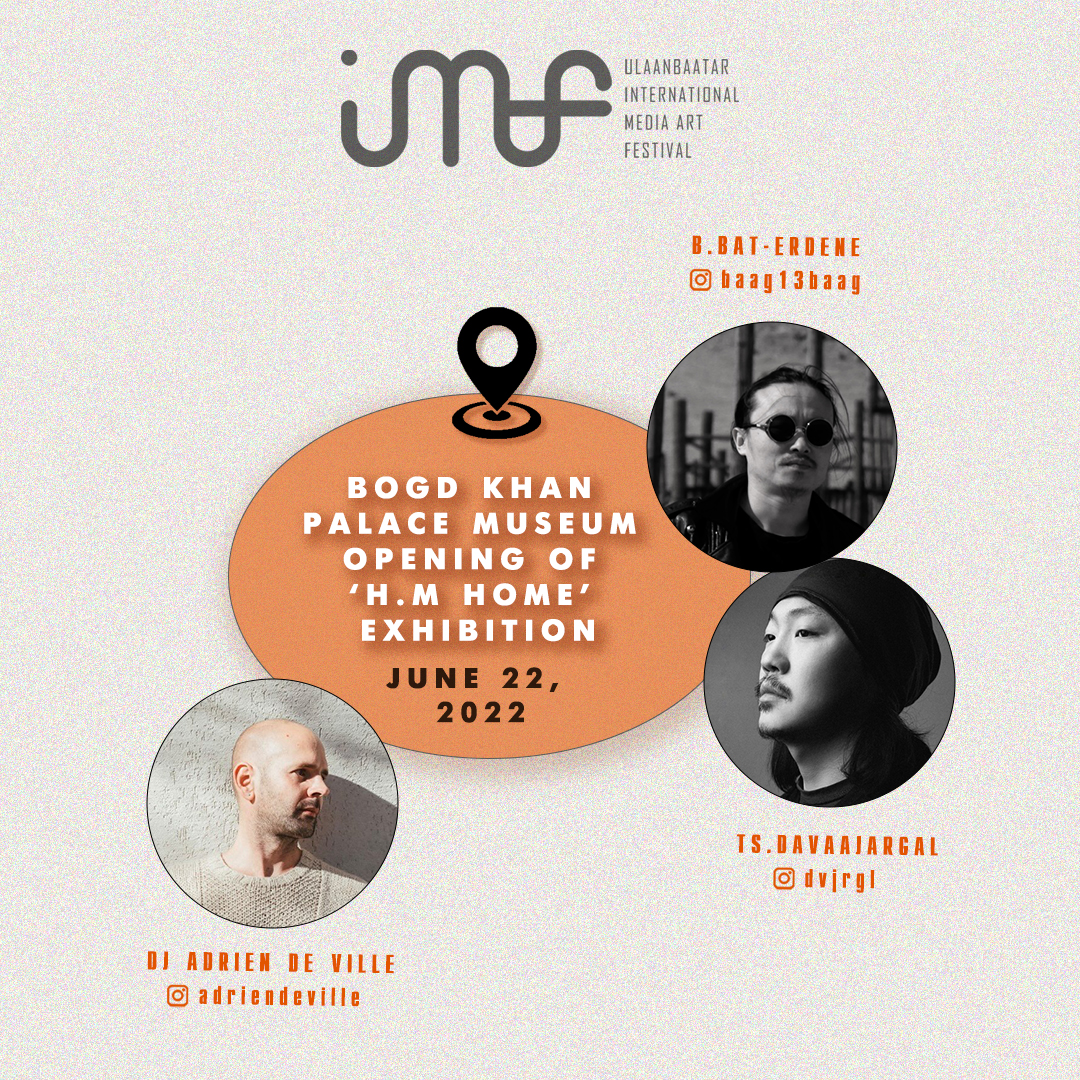 imaf
ULAANBAATAR
INTERNATIONAL
MEDIA ART
FESTIVAL
B.BAT-ERDENE
baag13baag
BOGD KHAN
PALACE MUSEUM
OPENING OF
‘H.M HOME’
EXHIBITION
JUNE 22,
2022
TS.DAVAAJARGAL
dvjrgl
DJ ADRIEN DE VILLE
adriendeville